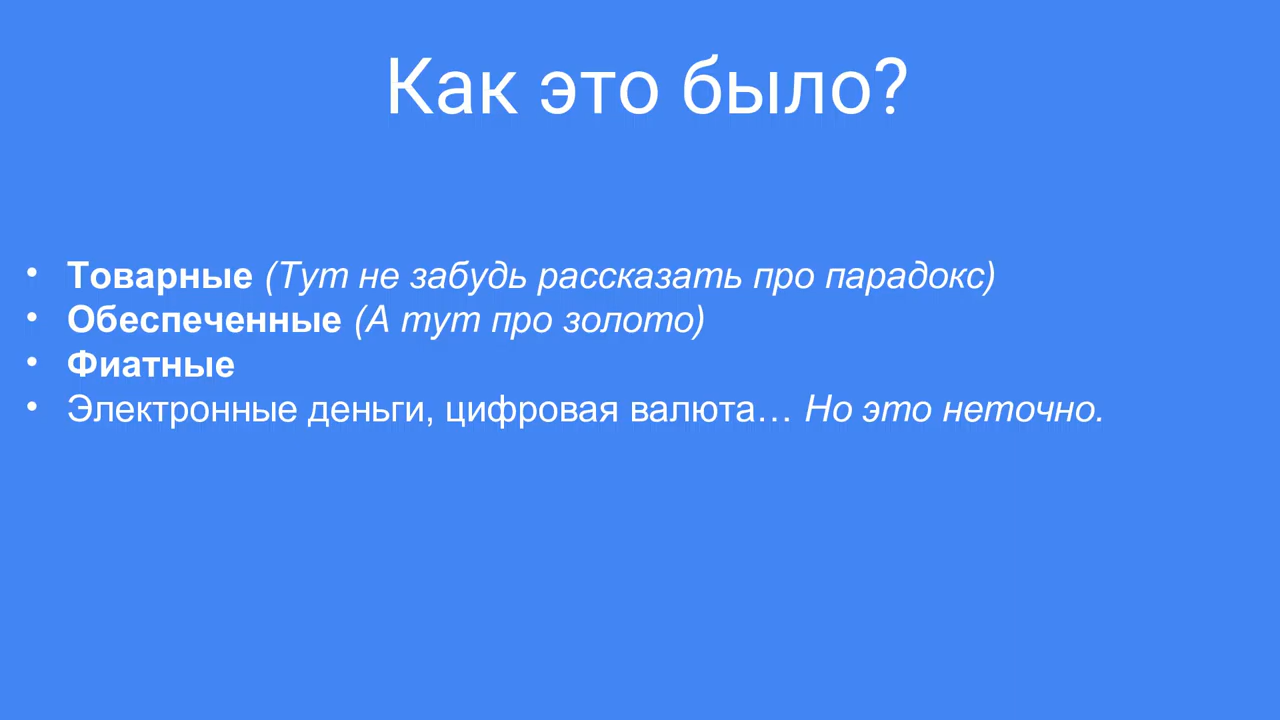 Как это было?
• Товарные (Тут не забудь рассказать про парадокс)
• Обеспеченные (А тут про золото)
• Фиатные
• Электронные деньги, цифровая валюта… Но это неточно.